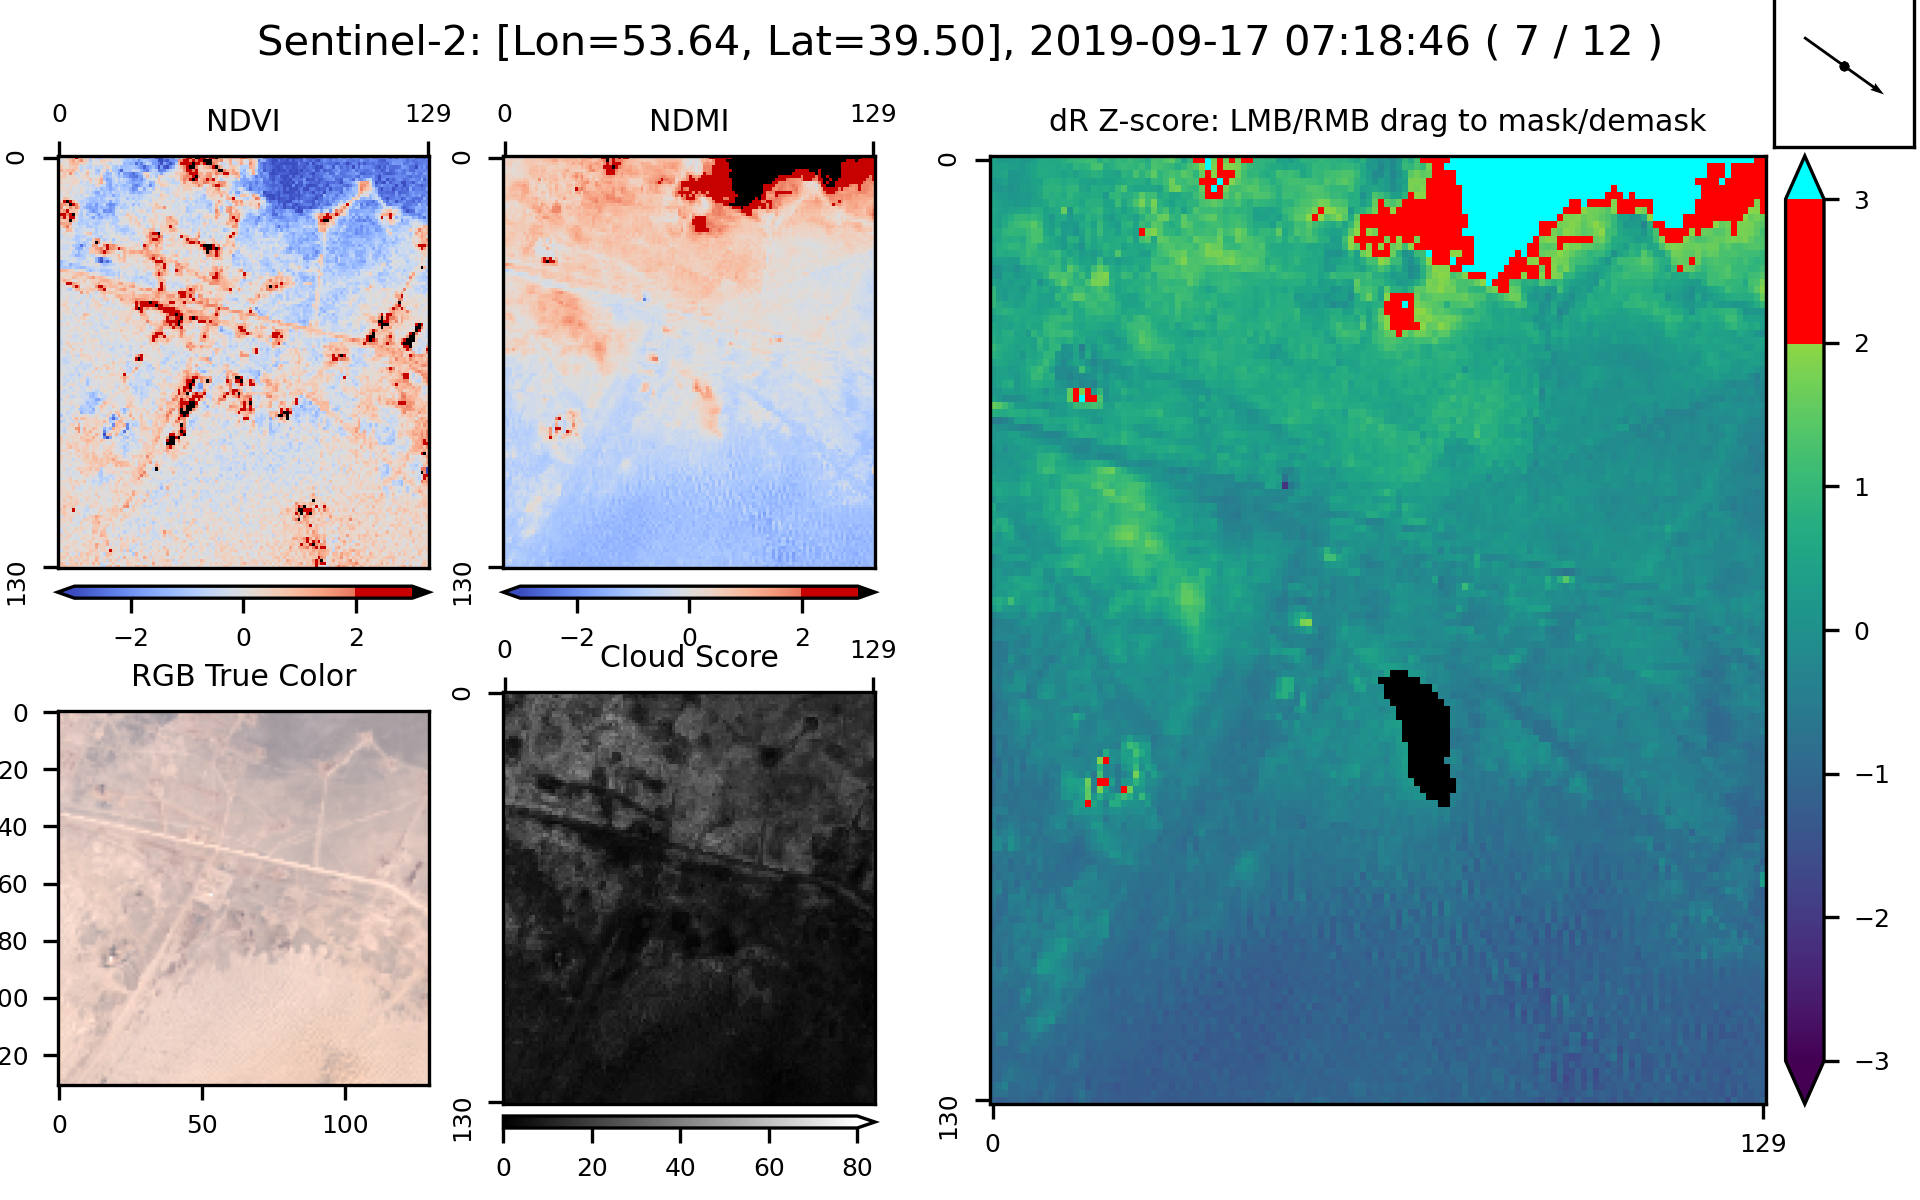 Sentinel-2: [Lon=53.64, Lat=39.50], 2019-09-17 07:18:46 ( 7 / 12 )
0 NDVI 129
0
130
−2 0 2
0 NDMI 129
0
130
−2 0 2
dR Z-score: LMB/RMB drag to mask/demask
0
130
0 129
3
2
1
0
−1
−2
−3
RGB True Color
0
20
40
60
80
00
20
0 50 100
0 Cloud Score 129
0
130
0 20 40 60 80